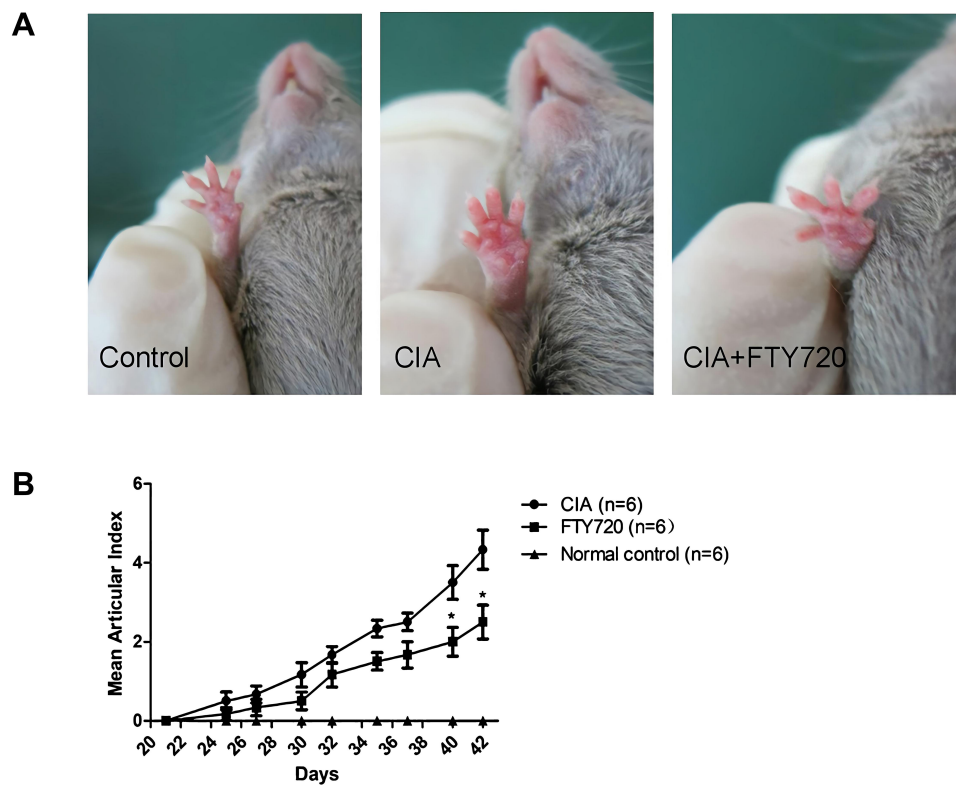 A
Control
CIA
CIA+FTY720
B
Mean Articular Index
6
4
2
0
20
22
24
26
28
30
32
34
36
38
40
42
Days
CIA (n=6)
FTY720 (n=6）
Normal control (n=6)
*
*